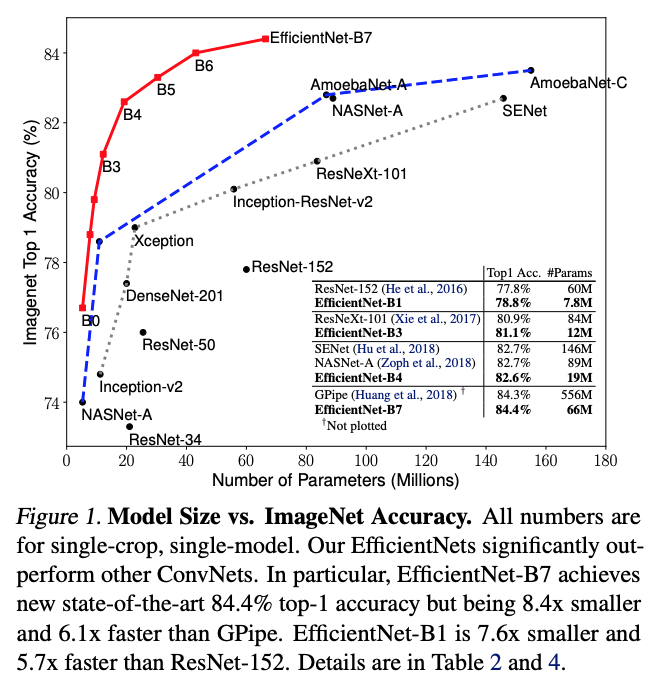 EfficientNet-B7
84
B6
B5
AmoebaNet-A
AmoebaNet-C
B4
NASNet-A
SENet
82
B3
ResNeXt-101
Inception-ResNet-v2
80
Xception
78
ResNet-152
DenseNet-201
B0
76
ResNet-50
Inception-v2
74
NASNet-A
ResNet-34
Imagenet Top 1 Accuracy (%)
Top1 Acc. #Params
ResNet-152 (He et al., 2016) 77.8% 60M
EfficientNet-B1 78.8% 7.8M
ResNeXt-101 (Xie et al., 2017) 80.9% 84M
EfficientNet-B3 81.1% 12M
SENet (Hu et al., 2018) 82.7% 146M
NASNet-A (Zoph et al., 2018) 82.7% 89M
EfficientNet-B4 82.6% 19M
GPipe (Huang et al., 2018) † 84.3% 556M
EfficientNet-B7 84.4% 66M
†Not plotted
0 20 40 60 80 100 120 140 160 180
Number of Parameters (Millions)
Figure 1. Model Size vs. ImageNet Accuracy. All numbers are
for single-crop, single-model. Our EfficientNets significantly out-
perform other ConvNets. In particular, EfficientNet-B7 achieves
new state-of-the-art 84.4% top-1 accuracy but being 8.4x smaller
and 6.1x faster than GPipe. EfficientNet-B1 is 7.6x smaller and
5.7x faster than ResNet-152. Details are in Table 2 and 4.